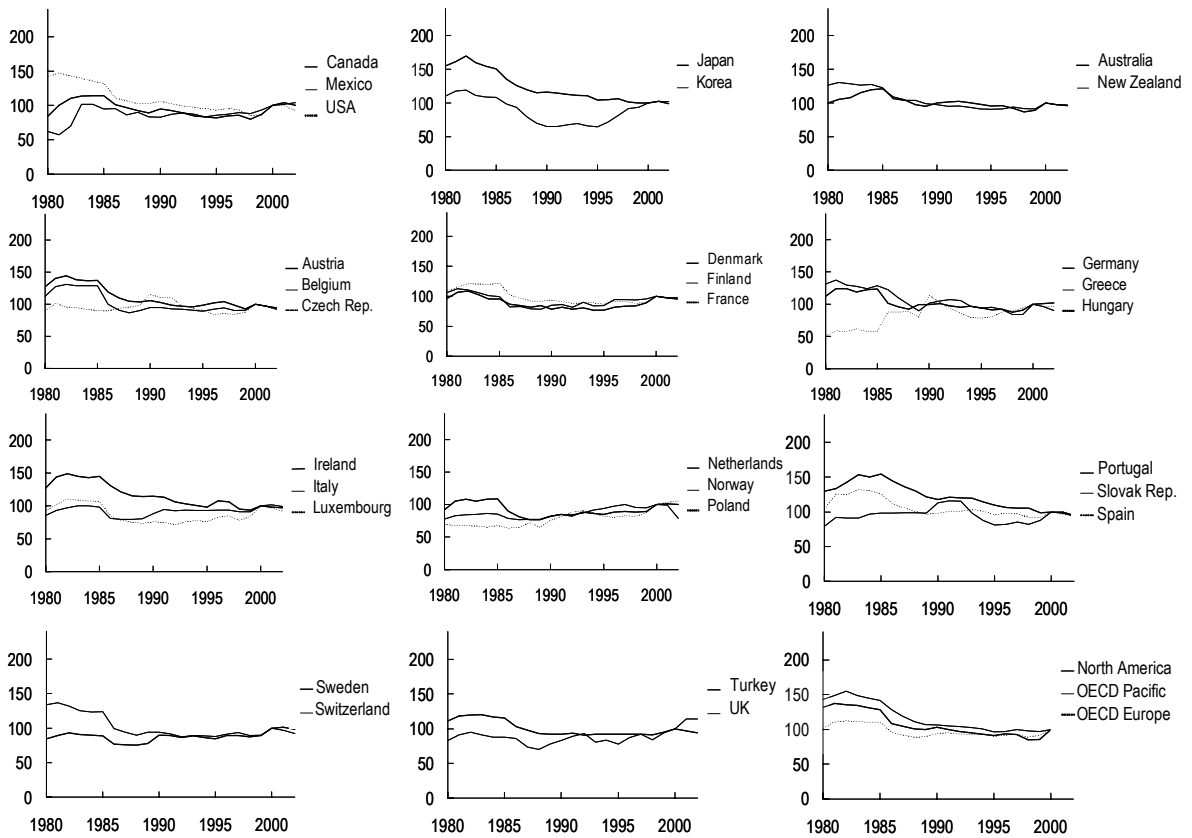 250
200
150
100
50
0
1980 1985 1990 1995 2000
Canada
Mexico
USA
200
150
100
50
0
1980 1985 1990 1995 2000
Japan
Korea
200
150
100
50
0
1980 1985 1990 1995 2000
Australia
New Zealand
200
150
100
50
0
1980 1985 1990 1995 2000
Austria
Belgium
Czech Rep.
200
150
100
50
0
1980 1985 1990 1995 2000
Denmark
Finland
France
200
150
100
50
0
1980 1985 1990 1995 2000
Germany
Greece
Hungary
200
150
100
50
0
1980 1985 1990 1995 2000
Ireland
Italy
Luxembourg
200
150
100
50
0
1980 1985 1990 1995 2000
Netherlands
Norway
Poland
200
150
100
50
0
1980 1985 1990 1995 2000
Portugal
Slovak Rep.
Spain
200
150
100
50
0
1980 1985 1990 1995 2000
Sweden
Switzerland
200
150
100
50
0
1980 1985 1990 1995 2000
Turkey
UK
200
150
100
50
0
1980 1985 1990 1995 2000
North America
OECD Pacific
OECD Europe